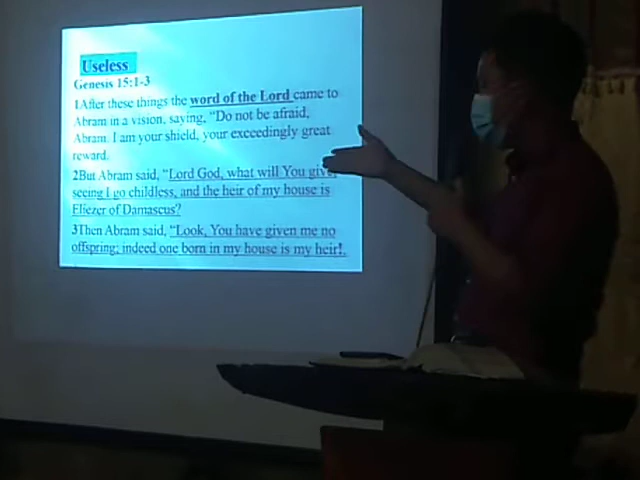 Useless
Genesis 15:1-3
1After these things the word of the Lord came to
Abram in a vision, saying, "Do not be afraid,
Abram. I am your shield, your exceedingly great
reward.
2But Abram said, "Lord God, what will You give,
seeing I go childless, and the heir of my house is
Eliezer of Damascus?
3Then Abram said, "Look, You have given me no
offspring; indeed one born in my house is my heir!.